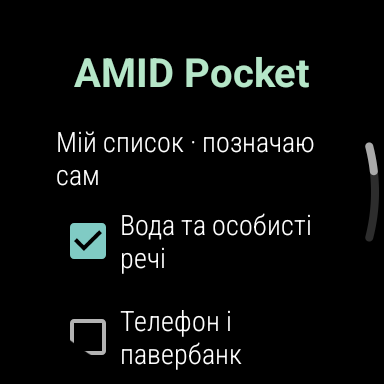 AMID Pocket
Мій список · позначаю
сам
Вода та особисті
речі
Телефон і
павербанк